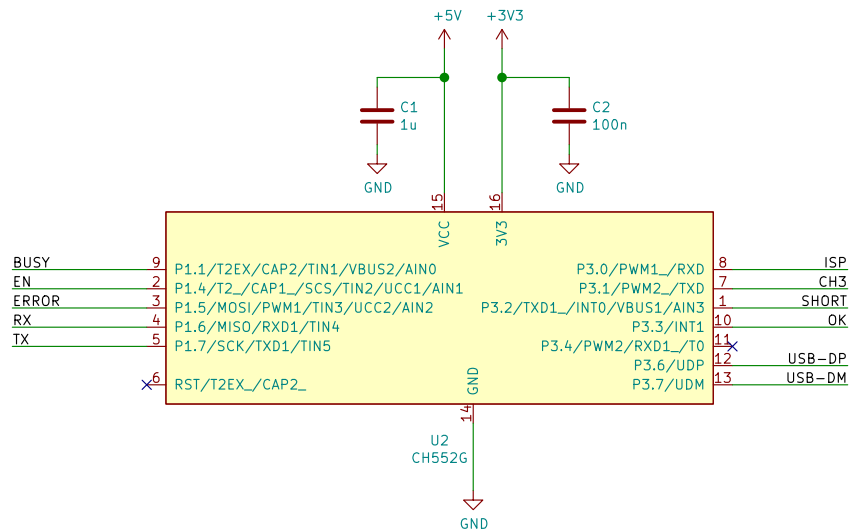 +5V
+3V3
C1
1u
C2
100n
GND
GND
15
16
VCC
3V3
BUSY
9
P1.1/T2EX/CAP2/TIN1/VBUS2/AIN0
P3.0/PWM1_/RXD
8
ISP
EN
2
P1.4/T2_/CAP1_/SCS/TIN2/UCC1/AIN1
P3.1/PWM2_/TXD
7
CH3
ERROR
3
P1.5/MOSI/PWM1/TIN3/UCC2/AIN2
P3.2/TXD1_/INT0/VBUS1/AIN3
1
SHORT
RX
4
P1.6/MISO/RXD1/TIN4
P3.3/INT1
10
OK
TX
5
P1.7/SCK/TXD1/TIN5
P3.4/PWM2/RXD1_/T0
11
P3.6/UDP
12
USB-DP
6
RST/T2EX_/CAP2_
P3.7/UDM
13
USB-DM
GND
14
U2
CH552G
GND